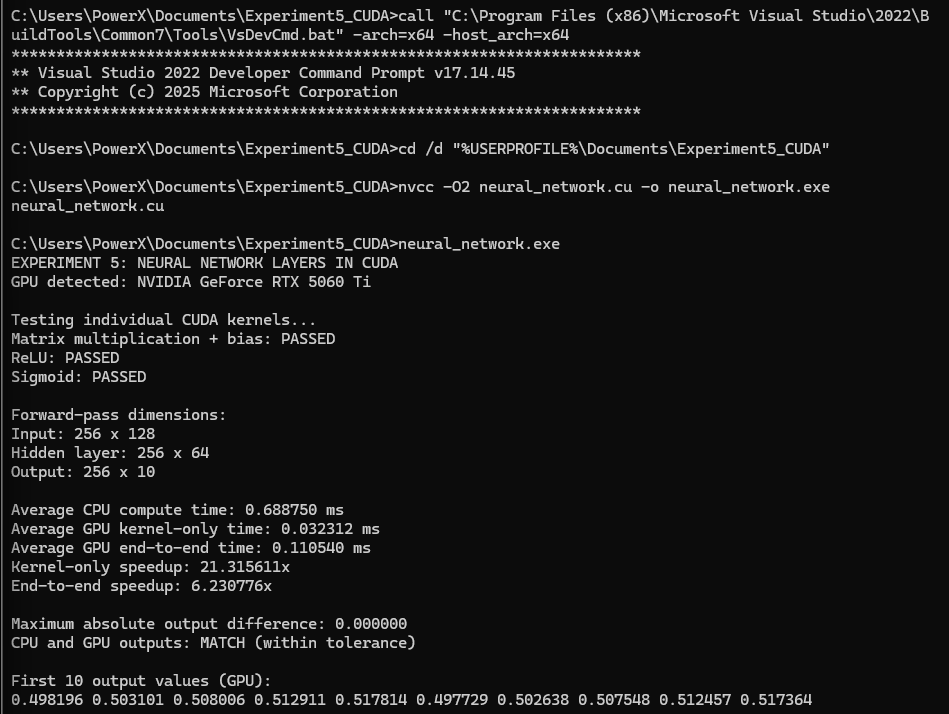 C:\Users\PowerX\Documents\Experiment5_CUDA>call "C:\Program Files (x86)\Microsoft Visual Studio\2022\B
uildTools\Common7\Tools\VsDevCmd.bat" -arch=x64 -host_arch=x64
**********************************************************************
** Visual Studio 2022 Developer Command Prompt v17.14.45
** Copyright (c) 2025 Microsoft Corporation
**********************************************************************
C:\Users\PowerX\Documents\Experiment5_CUDA>cd /d "%USERPROFILE%\Documents\Experiment5_CUDA"
C:\Users\PowerX\Documents\Experiment5_CUDA>nvcc -O2 neural_network.cu -o neural_network.exe
neural_network.cu
C:\Users\PowerX\Documents\Experiment5_CUDA>neural_network.exe
EXPERIMENT 5: NEURAL NETWORK LAYERS IN CUDA
GPU detected: NVIDIA GeForce RTX 5060 Ti
Testing individual CUDA kernels...
Matrix multiplication + bias: PASSED
ReLU: PASSED
Sigmoid: PASSED
Forward-pass dimensions:
Input: 256 x 128
Hidden layer: 256 x 64
Output: 256 x 10
Average CPU compute time: 0.688750 ms
Average GPU kernel-only time: 0.032312 ms
Average GPU end-to-end time: 0.110540 ms
Kernel-only speedup: 21.315611x
End-to-end speedup: 6.230776x
Maximum absolute output difference: 0.000000
CPU and GPU outputs: MATCH (within tolerance)
First 10 output values (GPU):
0.498196 0.503101 0.508006 0.512911 0.517814 0.497729 0.502638 0.507548 0.512457 0.517364